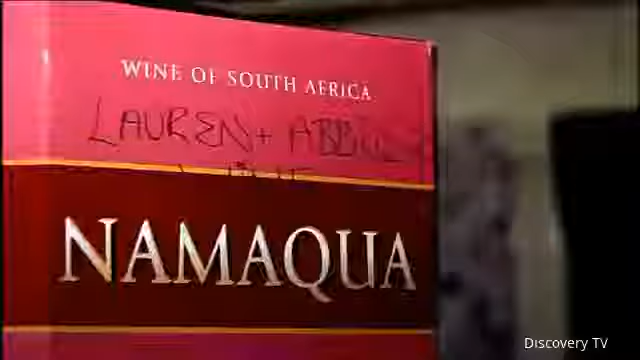 WINE OF SOUTH AFRICA
LAUREN +
NAMAQUA
Discovery TV